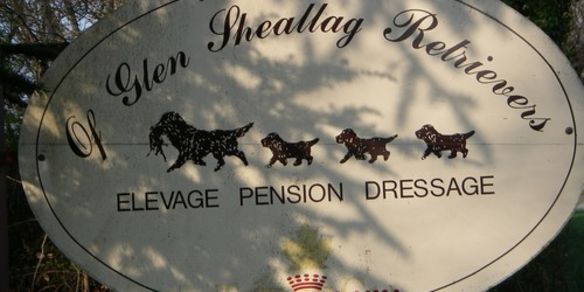 Of Glen Sheallag Retrievers
ELEVAGE PENSION DRESSAGE